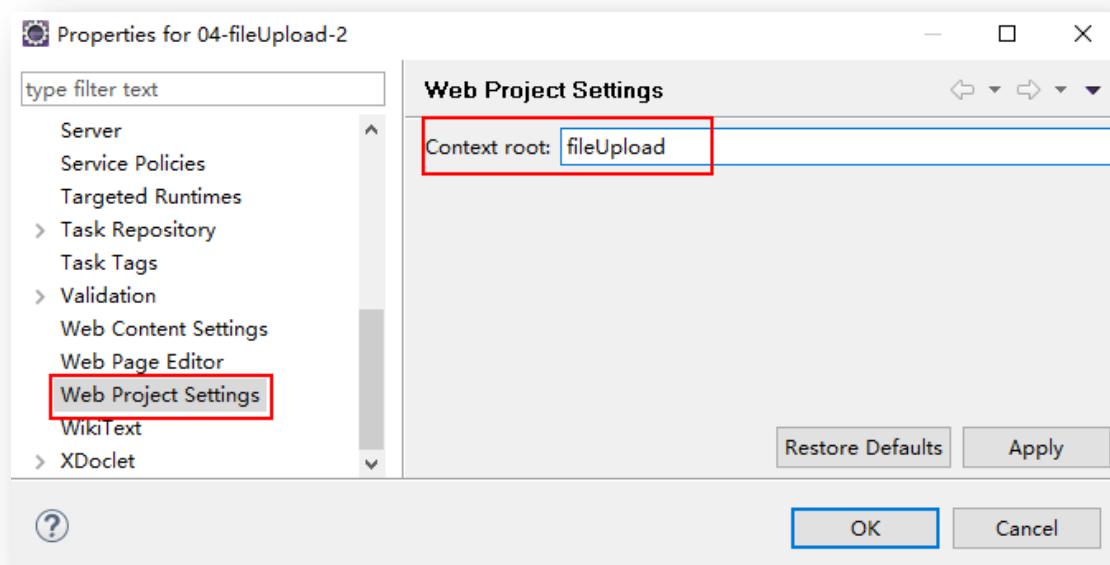 Properties for 04-fileUpload-2
type filter text
Server
Service Policies
Targeted Runtimes
Task Repository
Task Tags
Validation
Web Content Settings
Web Page Editor
Web Project Settings
WikiText
XDoclet
Web Project Settings
Context root: fileUpload
Restore Defaults Apply
? OK Cancel